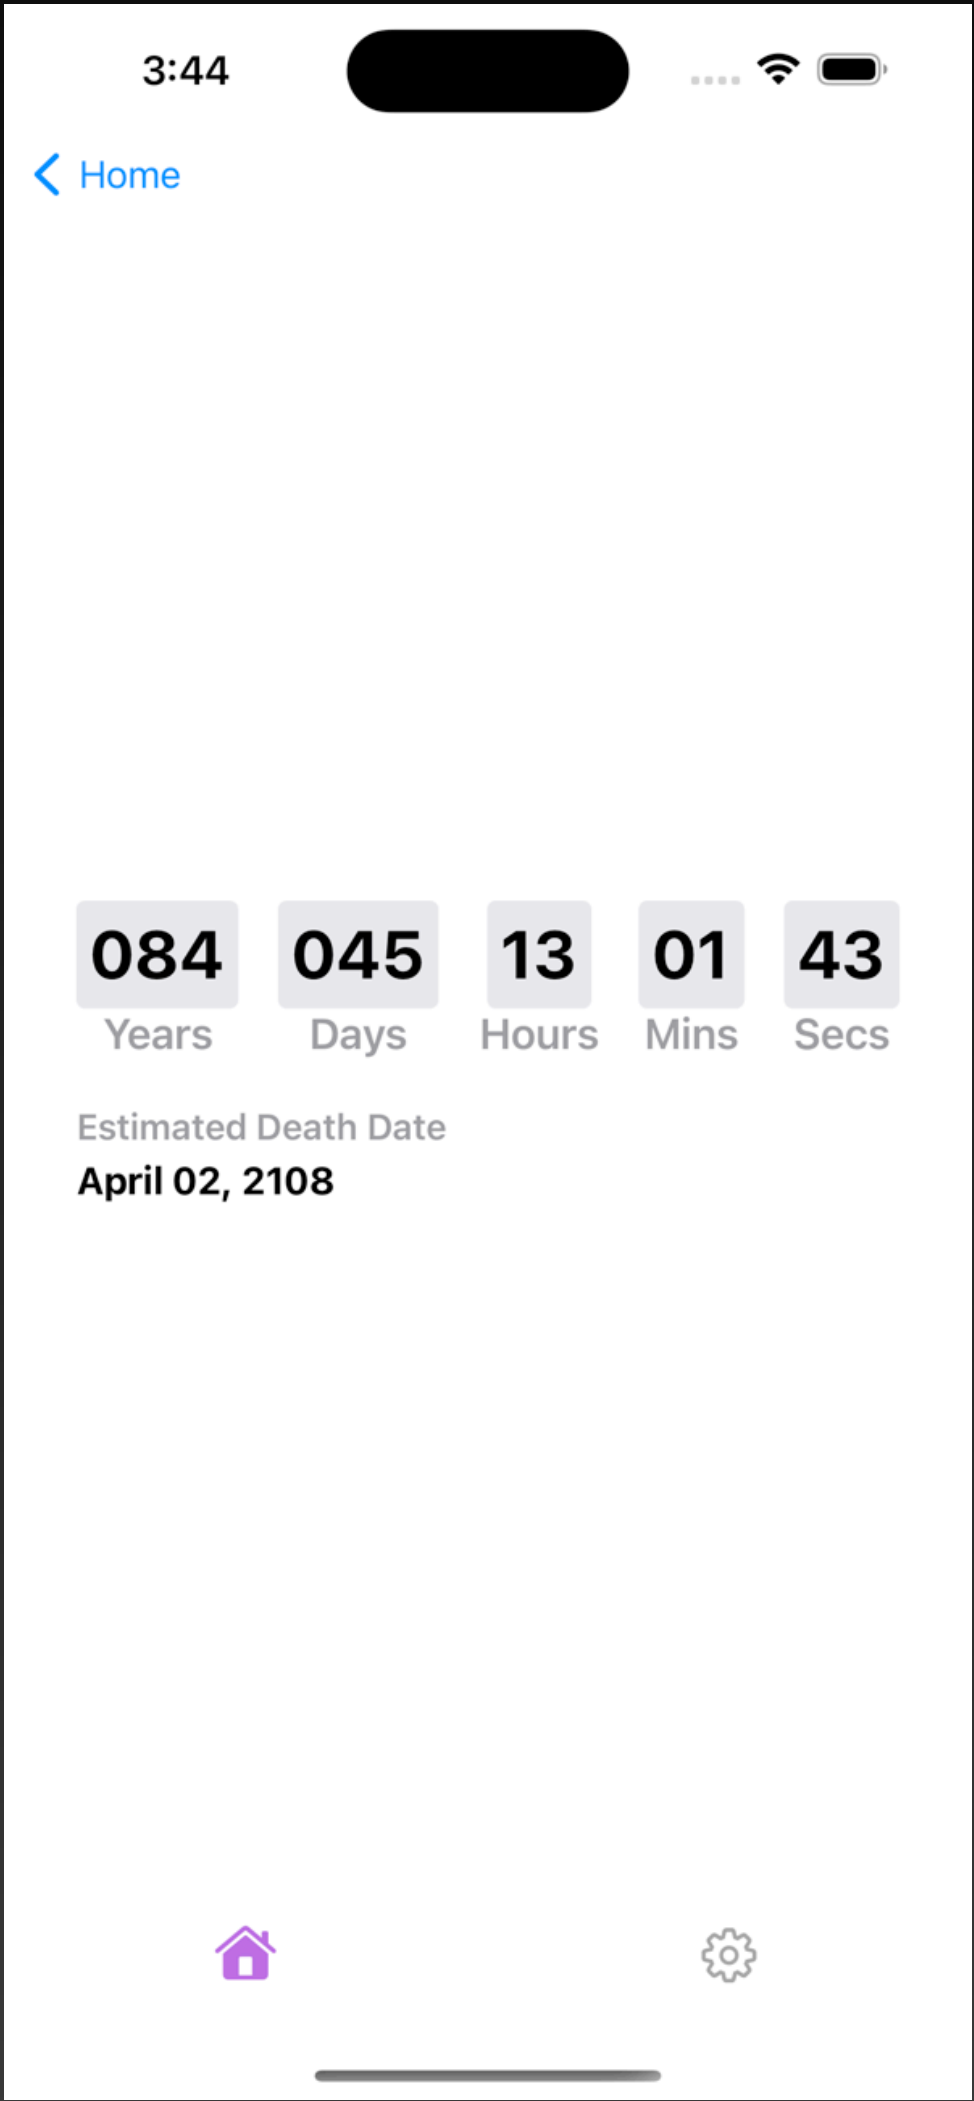 3:44
Home
084 045 13 01 43
Years Days Hours Mins Secs
Estimated Death Date
April 02, 2108